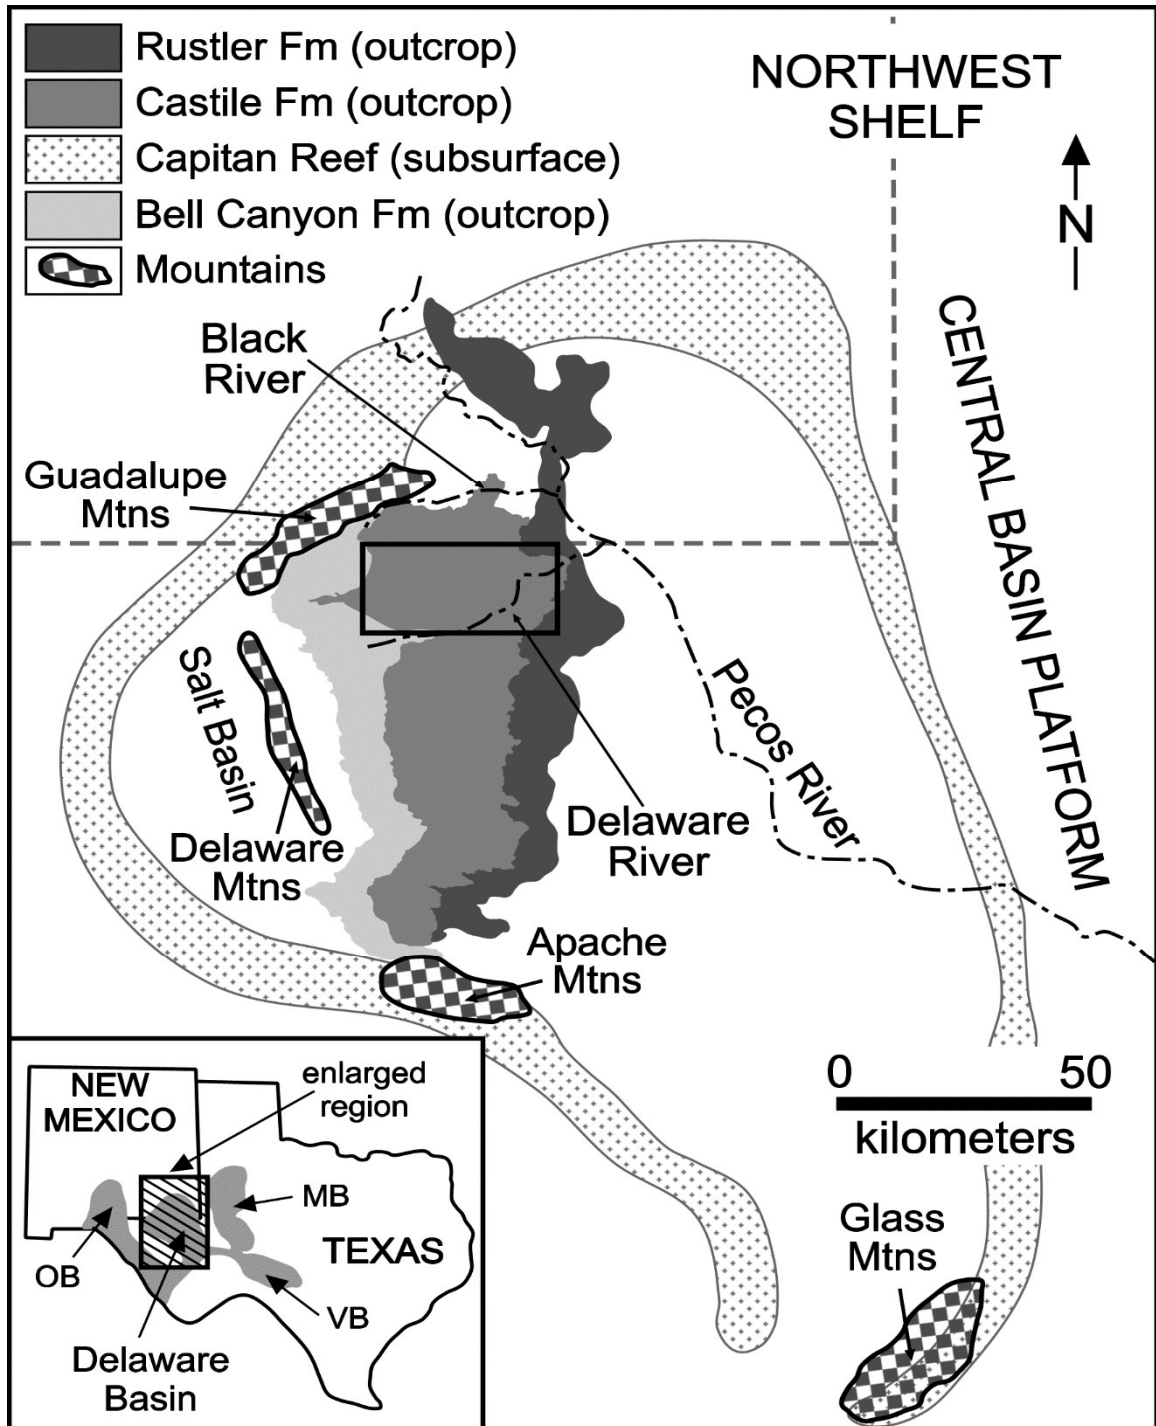 Rustler Fm (outcrop)
Castile Fm (outcrop)
Capitan Reef (subsurface)
Bell Canyon Fm (outcrop)
Mountains
NORTHWEST
SHELF
N
Black
River
CENTRAL BASIN PLATFORM
Guadalupe
Mtns
Salt Basin
Pecos River
Delaware
Mtns
Delaware
River
Apache
Mtns
0 50
kilometers
Glass
Mtns
NEW
MEXICO
enlarged
region
MB
TEXAS
OB
VB
Delaware
Basin